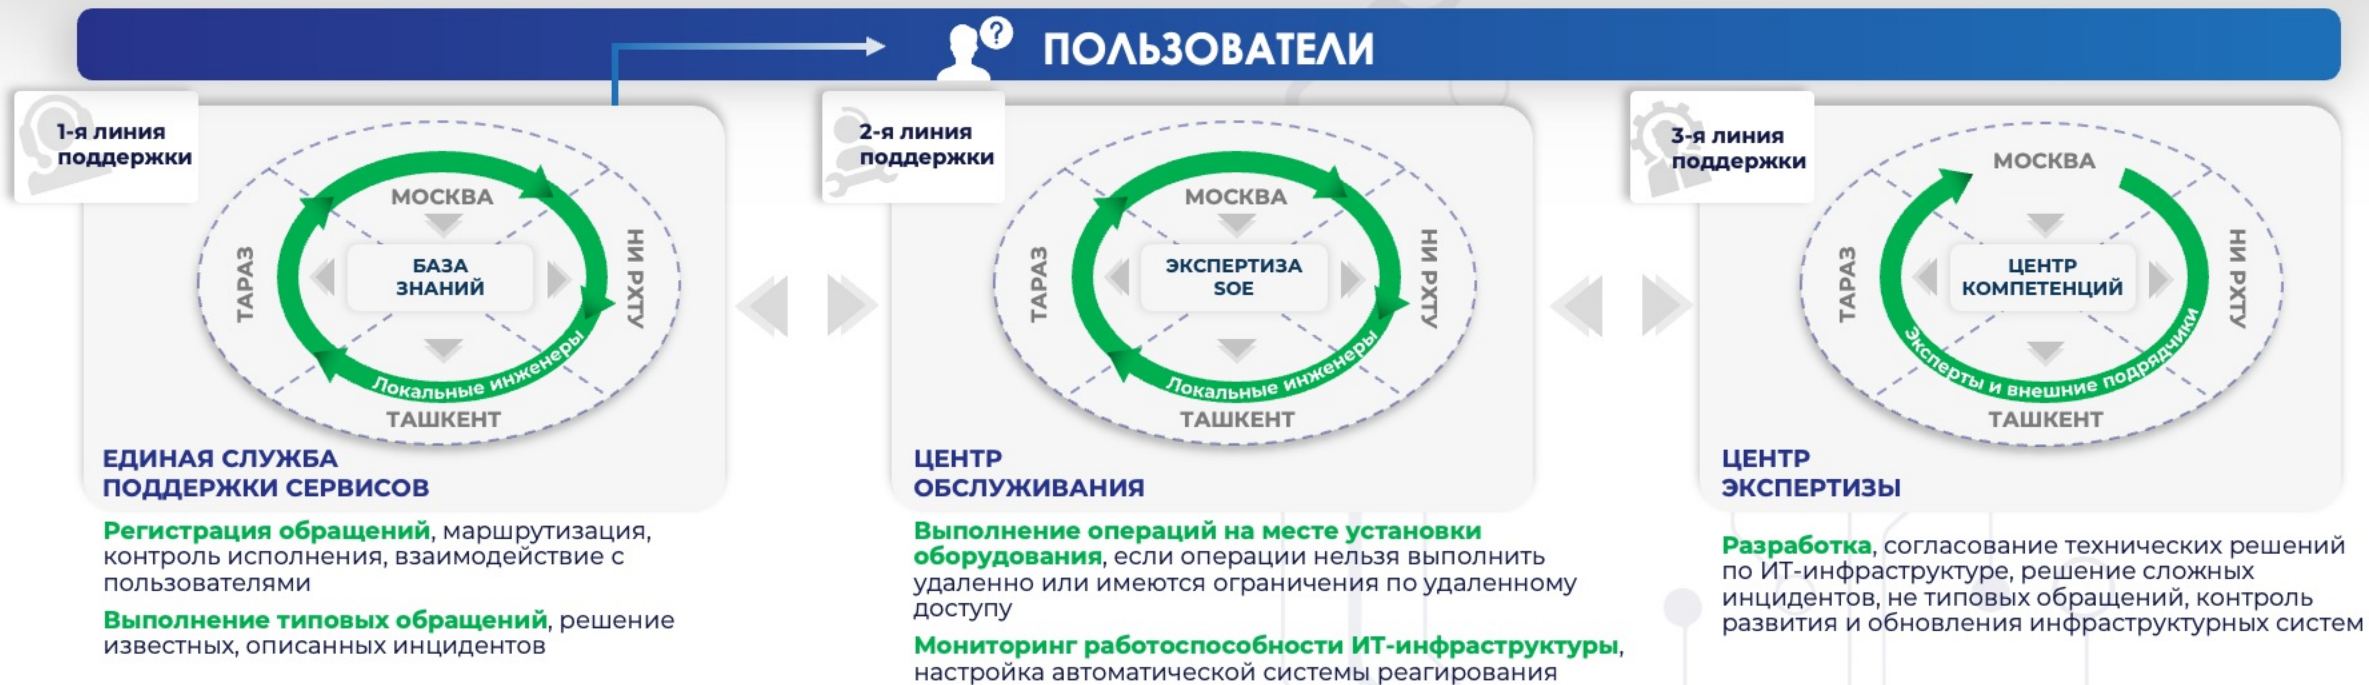 ?
ПОЛЬЗОВАТЕЛИ
1-я линия
поддержки
МОСКВА
ТАРАЗ
БАЗА
ЗНАНИЙ
НИ РХТУ
Локальные инженеры
ТАШКЕНТ
ЕДИНАЯ СЛУЖБА
ПОДДЕРЖКИ СЕРВИСОВ
Регистрация обращений, маршрутизация,
контроль исполнения, взаимодействие с
пользователями
Выполнение типовых обращений, решение
известных, описанных инцидентов
2-я линия
поддержки
МОСКВА
ТАРАЗ
ЭКСПЕРТИЗА
SOE
НИ РХТУ
Локальные инженеры
ТАШКЕНТ
ЦЕНТР
ОБСЛУЖИВАНИЯ
Выполнение операций на месте установки
оборудования, если операции нельзя выполнить
удаленно или имеются ограничения по удаленному
доступу
Мониторинг работоспособности ИТ-инфраструктуры,
настройка автоматической системы реагирования
3-я линия
поддержки
МОСКВА
ТАРАЗ
ЦЕНТР
КОМПЕТЕНЦИЙ
НИ РХТУ
Эксперты и внешние подрядчики
ТАШКЕНТ
ЦЕНТР
ЭКСПЕРТИЗЫ
Разработка, согласование технических решений
по ИТ-инфраструктуре, решение сложных
инцидентов, не типовых обращений, контроль
развития и обновления инфраструктурных систем